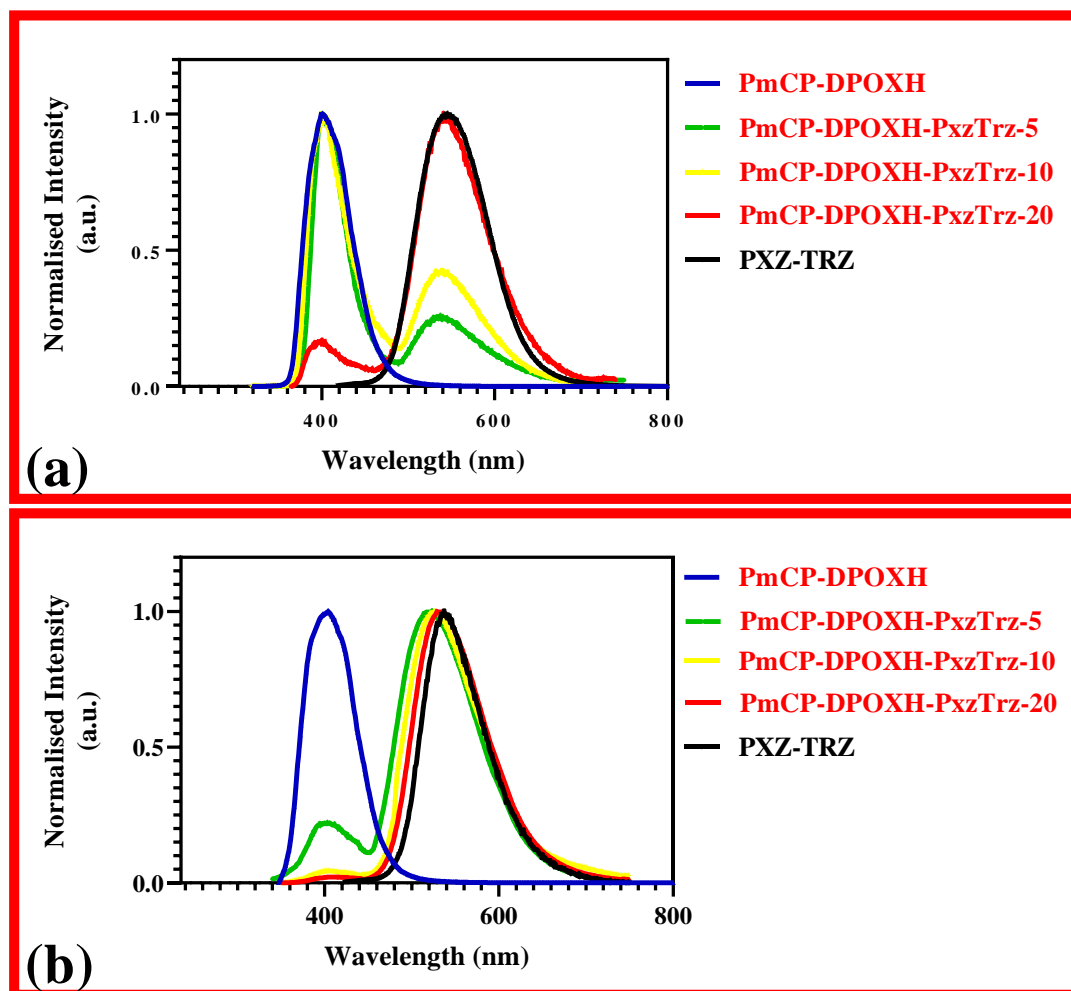 Normalised Intensity
(a.u.)
1.0
0.5
0.0
400
600
800
Wavelength (nm)
PmCP-DPOXH
PmCP-DPOXH-PxzTrz-5
PmCP-DPOXH-PxzTrz-10
PmCP-DPOXH-PxzTrz-20
PXZ-TRZ
(a)
Normalised Intensity
(a.u.)
1.0
0.5
0.0
400
600
800
Wavelength (nm)
PmCP-DPOXH
PmCP-DPOXH-PxzTrz-5
PmCP-DPOXH-PxzTrz-10
PmCP-DPOXH-PxzTrz-20
PXZ-TRZ
(b)